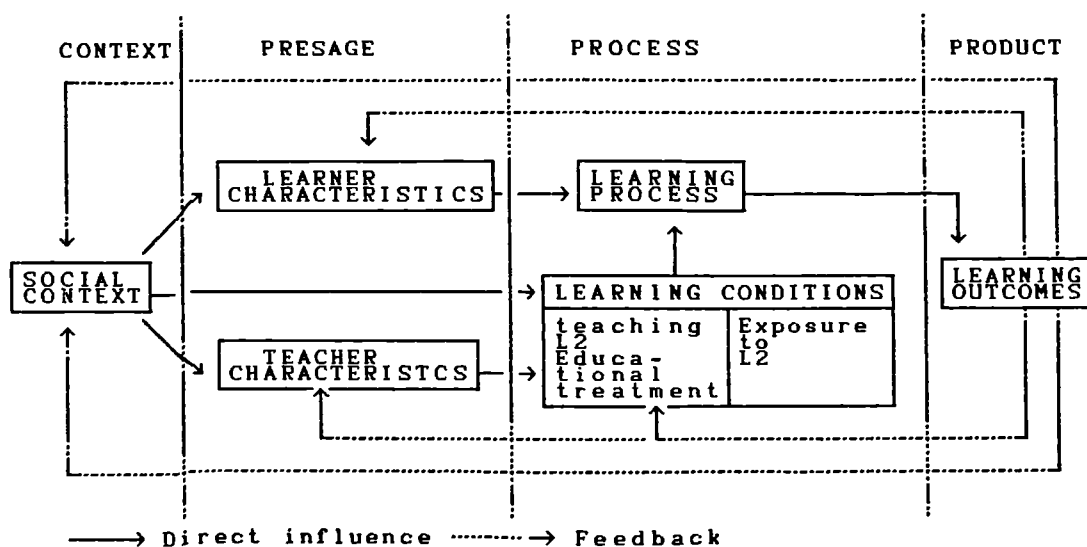 CONTEXT
PRESAGE
PROCESS
PRODUCT
LEARNER
CHARACTERISTICS
LEARNING
PROCESS
SOCIAL
CONTEXT
LEARNING
OUTCOMES
LEARNING CONDITIONS
teaching
L2
Educa-
tional
treatment
Exposure
to
L2
TEACHER
CHARACTERISTCS
Direct influence
Feedback